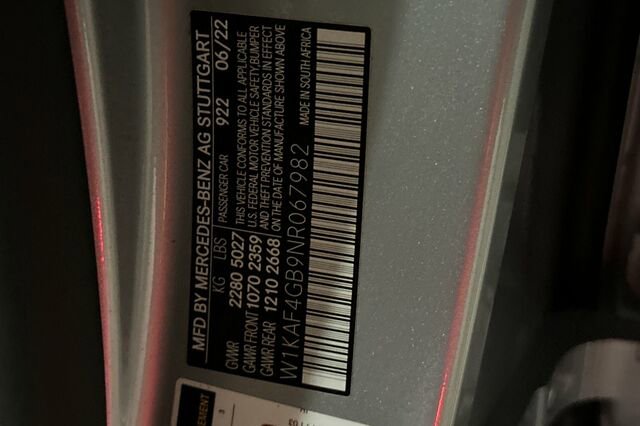 MFD BY MERCEDES-BENZ AG STUTTGART
PASSENGER CAR 922 06/22
KG LBS
GVWR 2280 5027
GAWR FRONT 1070 2359
GAWR REAR 1210 2668
THIS VEHICLE CONFORMS TO ALL APPLICABLE
U.S. FEDERAL MOTOR VEHICLE SAFETY, BUMPER
AND THEFT PREVENTION STANDARDS IN EFFECT
ON THE DATE OF MANUFACTURE SHOWN ABOVE
W1KAF4GB9NR067982
MADE IN SOUTH AFRICA